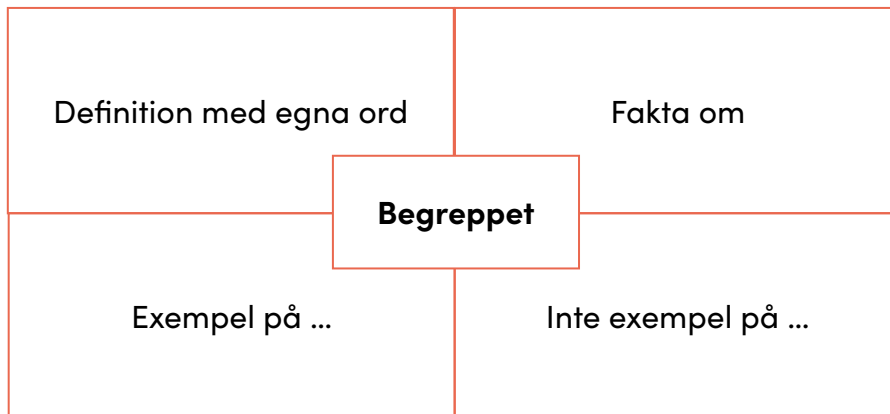 Definition med egna ord
Fakta om
Begreppet
Exempel på ...
Inte exempel på ...